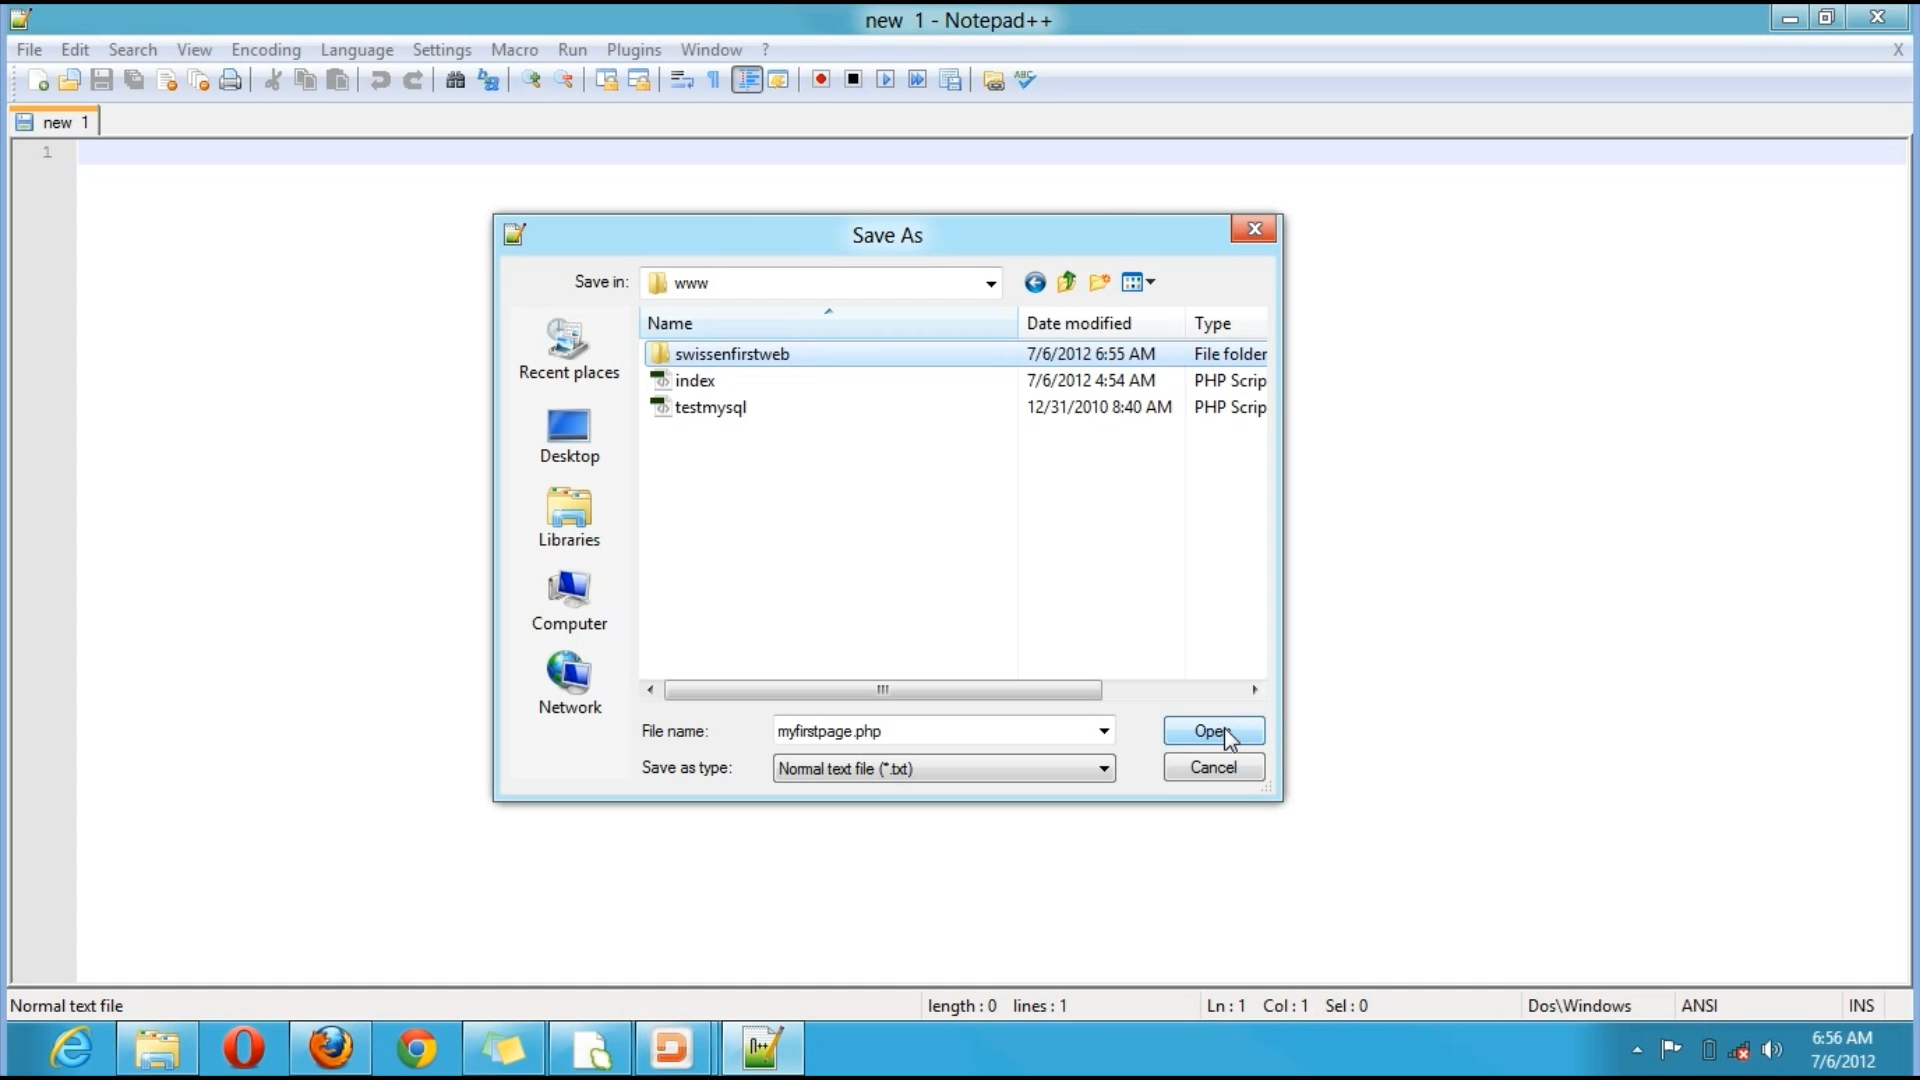 new 1 - Notepad++
File Edit Search View Encoding Language Settings Macro Run Plugins Window ? X
ABC
new 1
1
Save As
Save in: www
Name Date modified Type
swissenfirstweb 7/6/2012 6:55 AM File folder
index 7/6/2012 4:54 AM PHP Scrip
testmysql 12/31/2010 8:40 AM PHP Scrip
Recent places
Desktop
Libraries
Computer
Network
File name: myfirstpage.php Open
Save as type: Normal text file (*.txt) Cancel
Normal text file length : 0 lines : 1 Ln : 1 Col : 1 Sel : 0 Dos\Windows ANSI INS
6:56 AM
7/6/2012